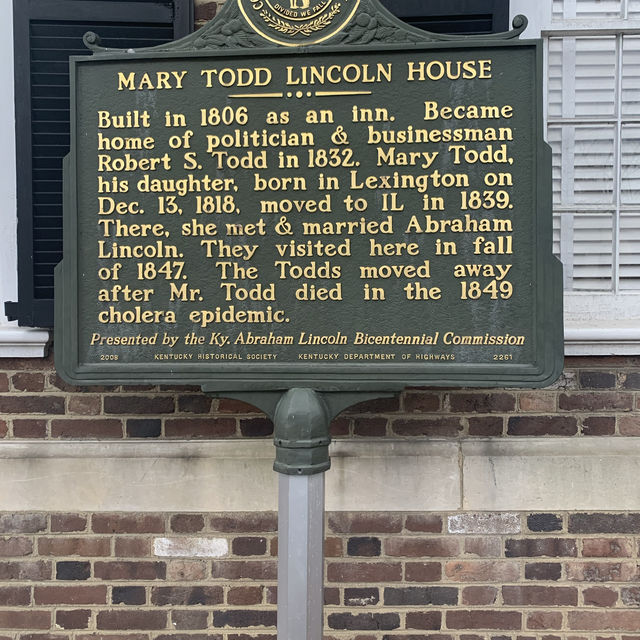 DIVIDED WE FALL
MARY TODD LINCOLN HOUSE
Built in 1806 as an inn. Became
home of politician & businessman
Robert S. Todd in 1832. Mary Todd,
his daughter, born in Lexington on
Dec. 13, 1818, moved to IL in 1839.
There, she met & married Abraham
Lincoln. They visited here in fall
of 1847. The Todds moved away
after Mr. Todd died in the 1849
cholera epidemic.
Presented by the Ky. Abraham Lincoln Bicentennial Commission
2008 KENTUCKY HISTORICAL SOCIETY KENTUCKY DEPARTMENT OF HIGHWAYS 2261